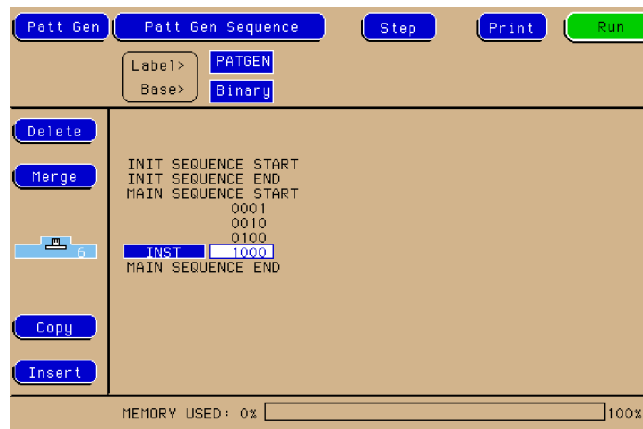 Patt Gen Patt Gen Sequence Step Print Run
Label> PATGEN
Base> Binary
Delete
Merge
INIT SEQUENCE START
INIT SEQUENCE END
MAIN SEQUENCE START
0001
0010
0100
6 INST 1000
MAIN SEQUENCE END
Copy
Insert
MEMORY USED: 0% 100%